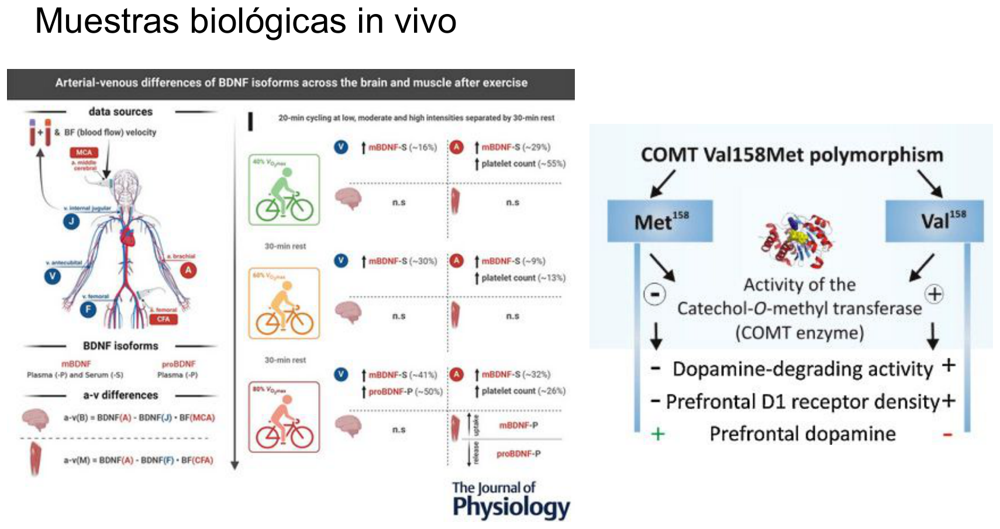 Muestras biológicas in vivo
Arterial-venous differences of BDNF isoforms across the brain and muscle after exercise
data sources
+ & BF (blood flow) velocity
MCA
a. middle
cerebral
v. internal jugular
J
a. brachial
A
v. antecubital
V
v. femoral
F
a. femoral
CFA
BDNF isoforms
mBDNF
Plasma (-P) and Serum (-S)
proBDNF
Plasma (-P)
a-v differences
a-v(B) = BDNF(A) - BDNF(J) • BF(MCA)
a-v(M) = BDNF(A) - BDNF(F) • BF(CFA)
20-min cycling at low, moderate and high intensities separated by 30-min rest
40% VO2max
V
mBDNF-S (~16%)
A
mBDNF-S (~29%)
platelet count (~55%)
n.s
n.s
30-min rest
60% VO2max
V
mBDNF-S (~30%)
A
mBDNF-S (~9%)
platelet count (~13%)
n.s
n.s
30-min rest
80% VO2max
V
mBDNF-S (~41%)
proBDNF-P (~50%)
A
mBDNF-S (~32%)
platelet count (~26%)
n.s
uptake
mBDNF-P
release
proBDNF-P
The Journal of
Physiology
COMT Val158Met polymorphism
Met158
Val158
Activity of the
Catechol-O-methyl transferase
(COMT enzyme)
-
+
- Dopamine-degrading activity +
- Prefrontal D1 receptor density +
+ Prefrontal dopamine -